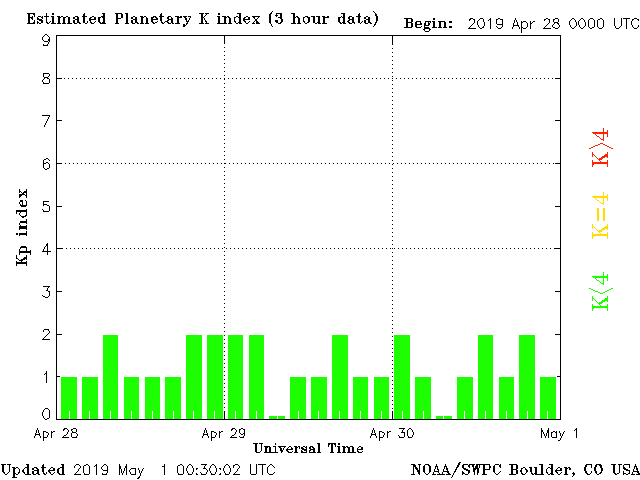 Estimated Planetary K index (3 hour data) Begin: 2019 Apr 28 0000 UTC
9
8
7
6
5
4
3
2
1
0
Kp index
K>4
K=4
K<4
Apr 28 Apr 29 Apr 30 May 1
Universal Time
Updated 2019 May 1 00:30:02 UTC NOAA/SWPC Boulder, CO USA